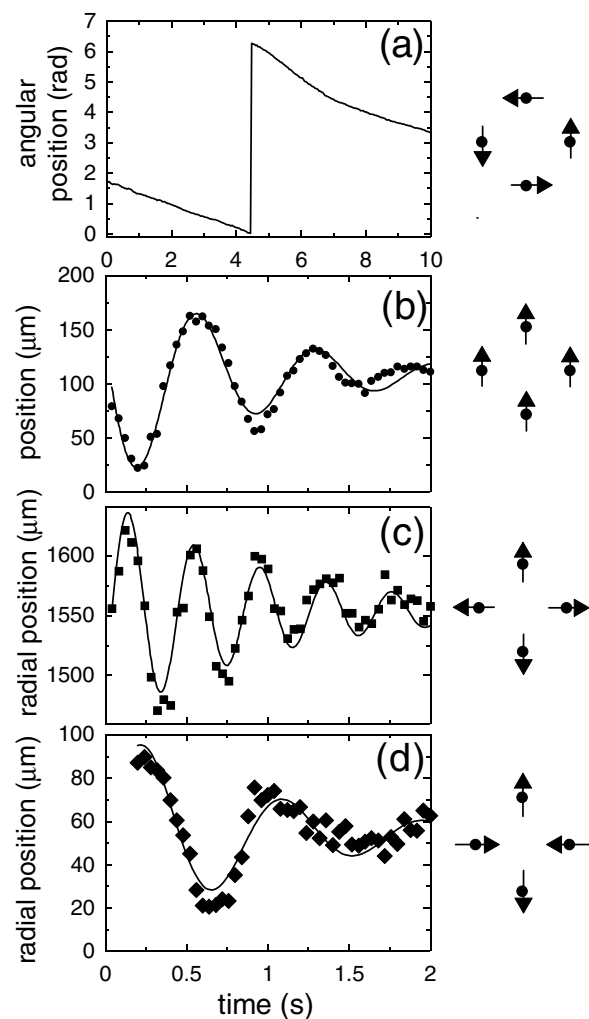 (a)
angular
position (rad)
7
6
5
4
3
2
1
0
0 2 4 6 8 10
(b)
position (μm)
200
150
100
50
0
(c)
radial position (μm)
1600
1550
1500
(d)
radial position (μm)
100
80
60
40
20
0
0 0.5 1 1.5 2
time (s)